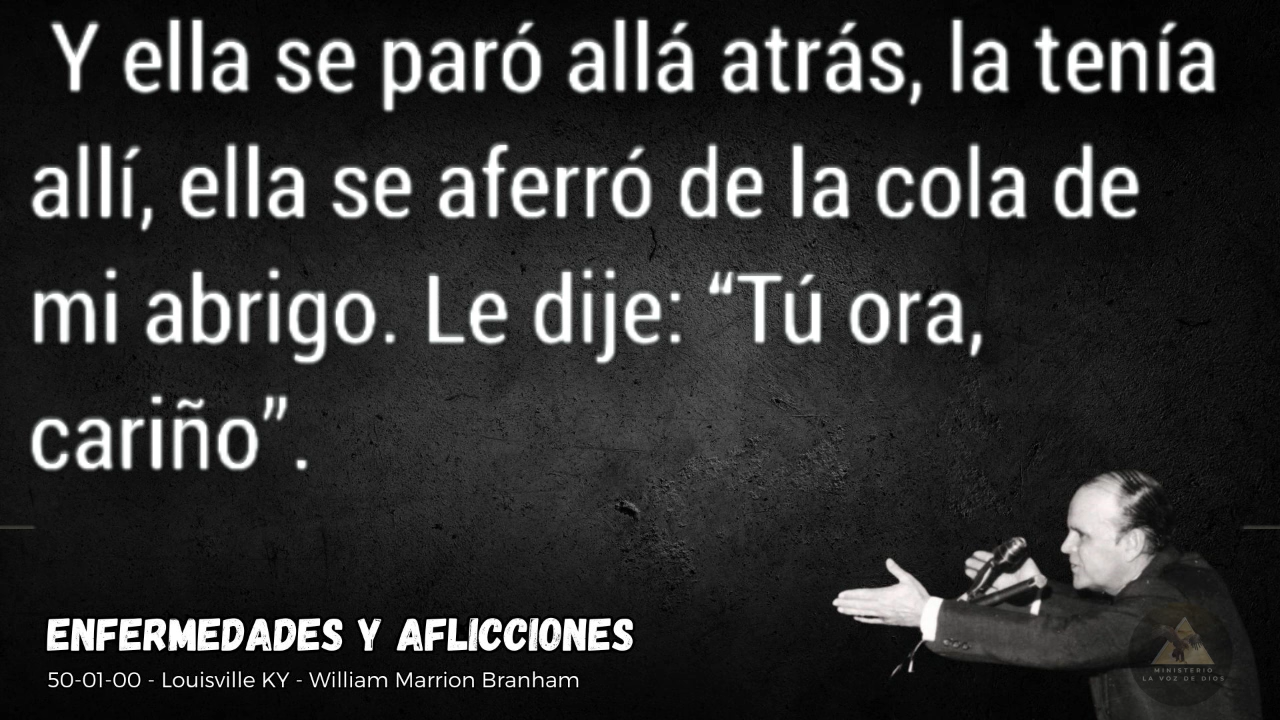 Y ella se paró allá atrás, la tenía
allí, ella se aferró de la cola de
mi abrigo. Le dije: “Tú ora,
cariño”.
ENFERMEDADES Y AFLICCIONES
50-01-00 - Louisville KY - William Marrion Branham
MINISTERIO
LA VOZ DE DIOS